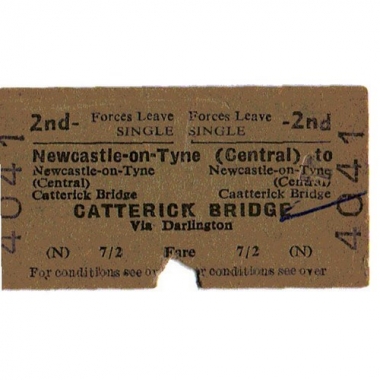 2nd- Forces Leave Forces Leave -2nd
SINGLE SINGLE
Newcastle-on-Tyne (Central) to
Newcastle-on-Tyne Newcastle-on-Tyne
(Central) (Central)
Catterick Bridge Caatterick Bridge
CATTERICK BRIDGE
Via Darlington
(N) 7/2 Fare 7/2 (N)
For conditions see over conditions see over
4041
4041